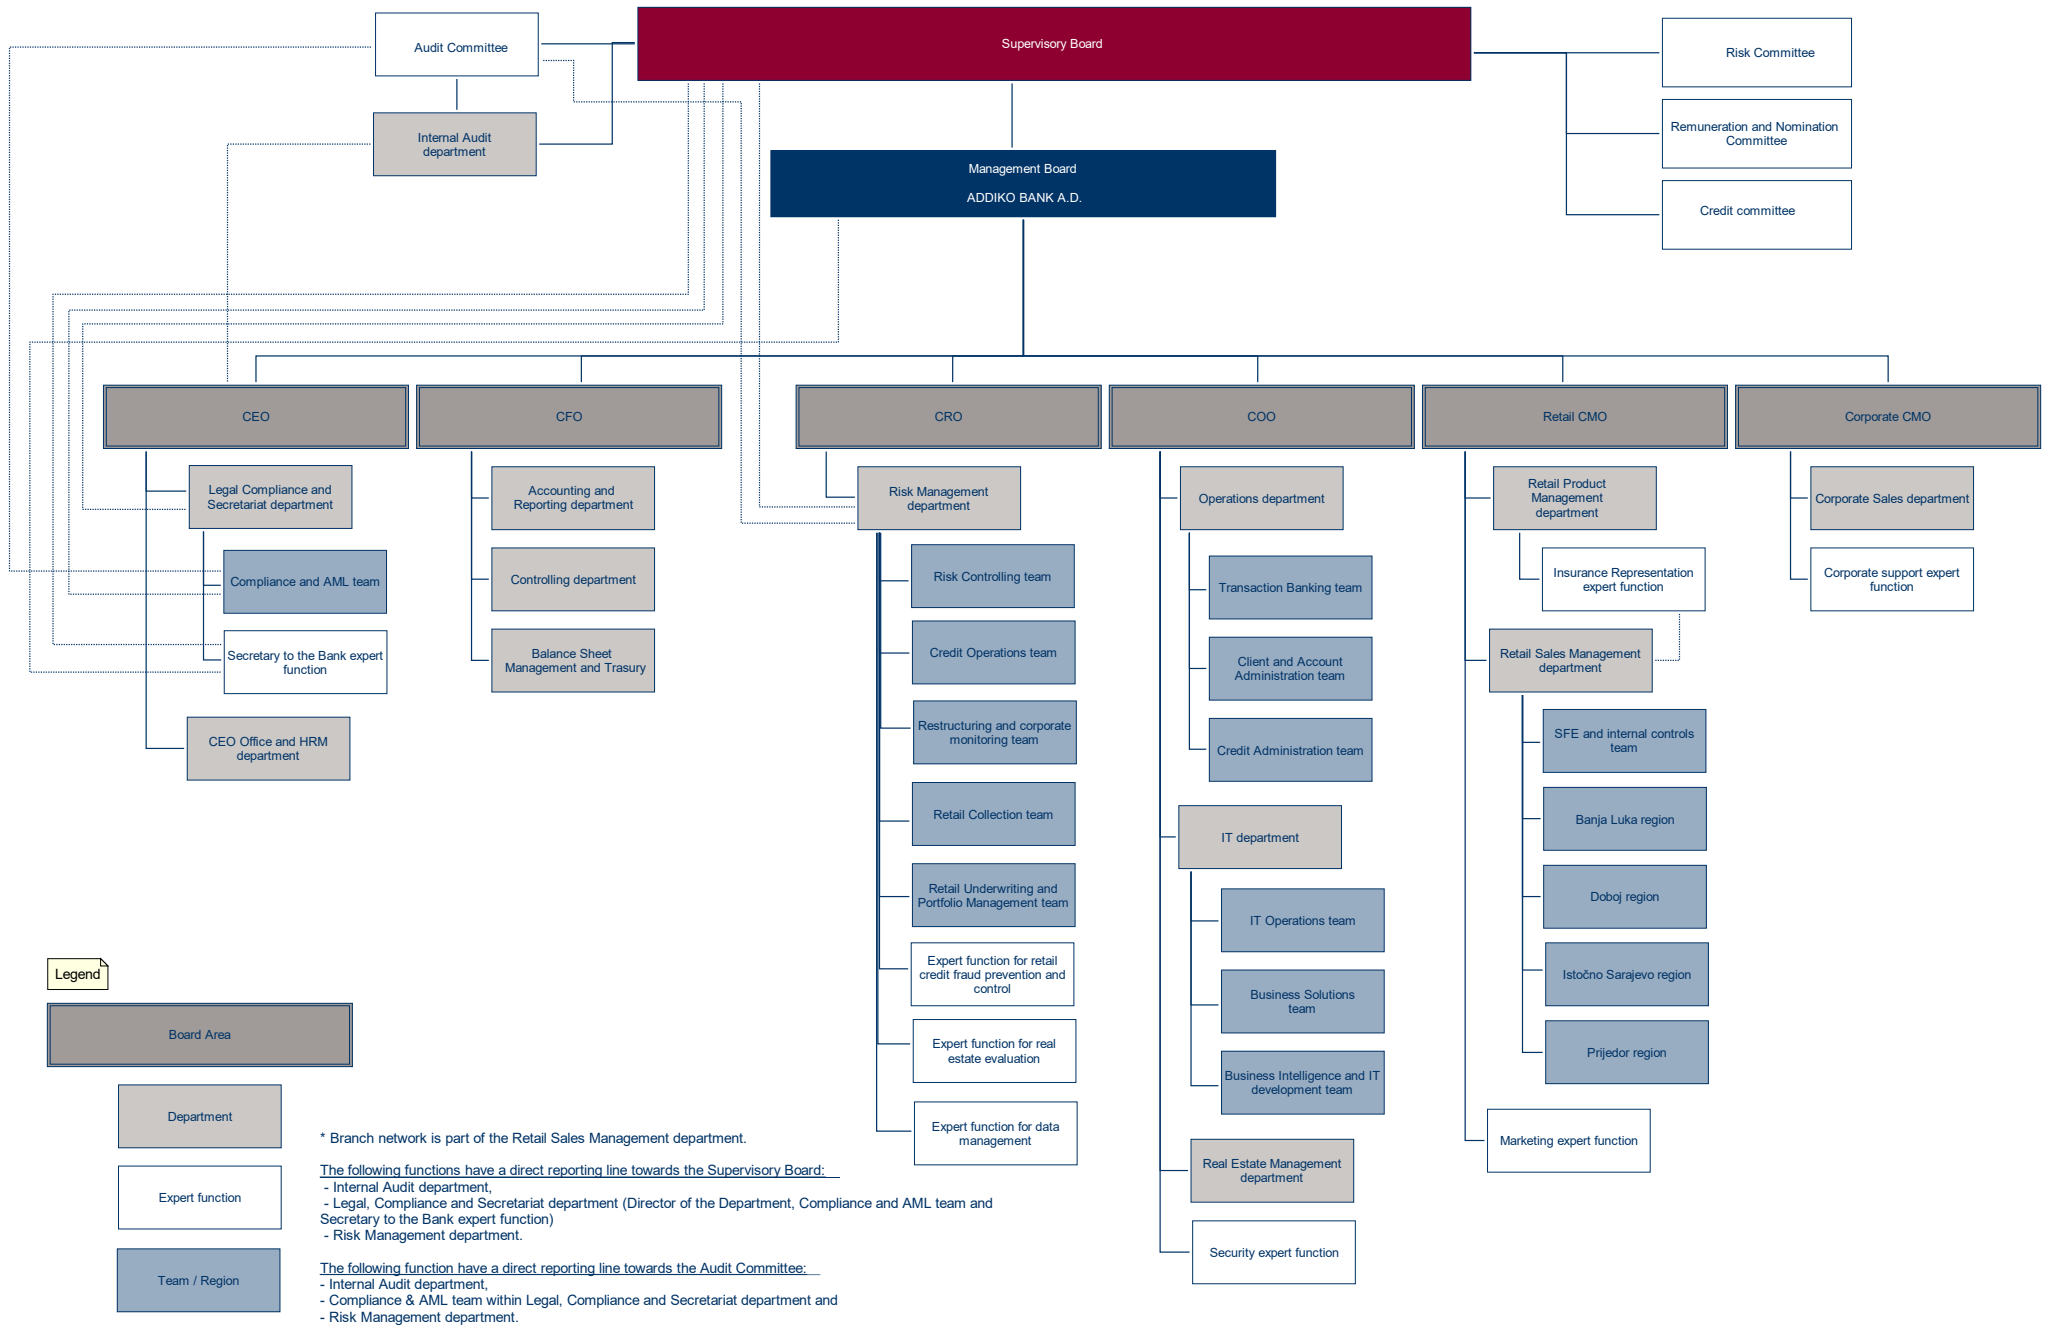 Audit Committee
Supervisory Board
Risk Committee
Internal Audit
department
Remuneration and Nomination
Committee
Management Board
ADDIKO BANK A.D.
Credit committee
CEO
CFO
CRO
COO
Retail CMO
Corporate CMO
Legal Compliance and
Secretariat department
Compliance and AML team
Secretary to the Bank expert
function
CEO Office and HRM
department
Accounting and
Reporting department
Controlling department
Balance Sheet
Management and Trasury
Risk Management
department
Risk Controlling team
Credit Operations team
Restructuring and corporate
monitoring team
Retail Collection team
Retail Underwriting and
Portfolio Management team
Expert function for retail
credit fraud prevention and
control
Expert function for real
estate evaluation
Expert function for data
management
Operations department
Transaction Banking team
Client and Account
Administration team
Credit Administration team
IT department
IT Operations team
Business Solutions
team
Business Intelligence and IT
development team
Real Estate Management
department
Security expert function
Retail Product
Management
department
Insurance Representation
expert function
Retail Sales Management
department
SFE and internal controls
team
Banja Luka region
Doboj region
Istočno Sarajevo region
Prijedor region
Marketing expert function
Corporate Sales department
Corporate support expert
function
Legend
Board Area
Department
Expert function
Team / Region
* Branch network is part of the Retail Sales Management department.
The following functions have a direct reporting line towards the Supervisory Board:
- Internal Audit department,
- Legal, Compliance and Secretariat department (Director of the Department, Compliance and AML team and
Secretary to the Bank expert function)
- Risk Management department.
The following function have a direct reporting line towards the Audit Committee:
- Internal Audit department,
- Compliance & AML team within Legal, Compliance and Secretariat department and
- Risk Management department.